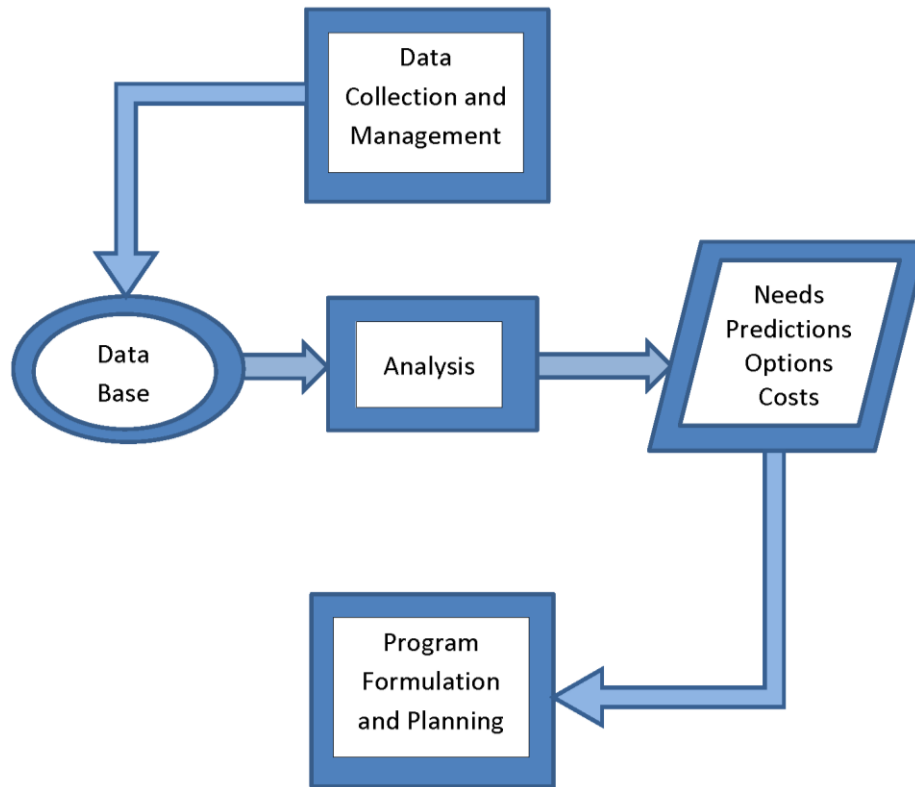 Data
Collection and
Management
Data
Base
Analysis
Needs
Predictions
Options
Costs
Program
Formulation
and Planning